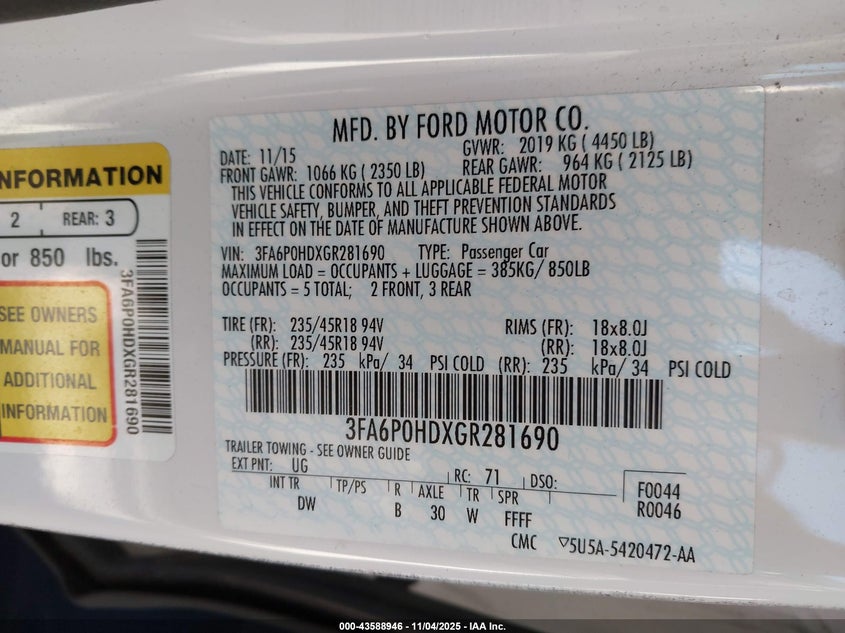 NFORMATION
2 REAR: 3
or 850 lbs.
SEE OWNERS
MANUAL FOR
ADDITIONAL
INFORMATION
3FA6P0HDXGR281690
MFD. BY FORD MOTOR CO.
DATE: 11/15 GVWR: 2019 KG ( 4450 LB)
FRONT GAWR: 1066 KG ( 2350 LB) REAR GAWR: 964 KG ( 2125 LB)
THIS VEHICLE CONFORMS TO ALL APPLICABLE FEDERAL MOTOR
VEHICLE SAFETY, BUMPER, AND THEFT PREVENTION STANDARDS
IN EFFECT ON THE DATE OF MANUFACTURE SHOWN ABOVE.
VIN: 3FA6P0HDXGR281690 TYPE: Passenger Car
MAXIMUM LOAD = OCCUPANTS + LUGGAGE = 385KG/ 850LB
OCCUPANTS = 5 TOTAL; 2 FRONT, 3 REAR
TIRE (FR): 235/45R18 94V RIMS (FR): 18x8.0J
(RR): 235/45R18 94V (RR): 18x8.0J
PRESSURE (FR): 235 kPa/ 34 PSI COLD (RR): 235 kPa/ 34 PSI COLD
3FA6P0HDXGR281690
TRAILER TOWING - SEE OWNER GUIDE
EXT PNT: UG RC: 71 DSO:
INT TR TP/PS R AXLE TR SPR
DW B 30 W FFFF
F0044
R0046
CMC ▽5U5A-5420472-AA
000-43588946 - 11/04/2025 - IAA Inc.